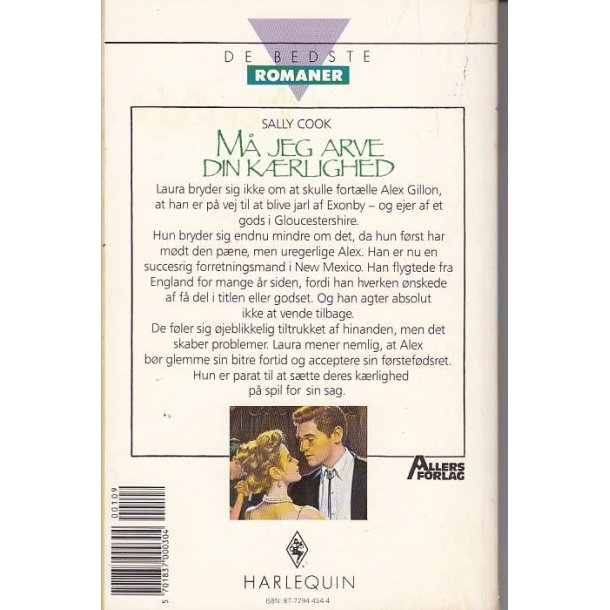 DE BEDSTE
ROMANER
SALLY COOK
MÅ JEG ARVE
DIN KÆRLIGHED
Laura bryder sig ikke om at skulle fortælle Alex Gillon,
at han er på vej til at blive jarl af Exonby – og ejer af et
gods i Gloucestershire.
Hun bryder sig endnu mindre om det, da hun først har
mødt den pæne, men uregerlige Alex. Han er nu en
succesrig forretningsmand i New Mexico. Han flygtede fra
England for mange år siden, fordi han hverken ønskede
af få del i titlen eller godset. Og han agter absolut
ikke at vende tilbage.
De føler sig øjeblikkelig tiltrukket af hinanden, men det
skaber problemer. Laura mener nemlig, at Alex
bør glemme sin bitre fortid og acceptere sin førstefødsret.
Hun er parat til at sætte deres kærlighed
på spil for sin sag.
ALLERS
FORLAG
00109
5 701837 000304
HARLEQUIN
ISBN: 87-7294-454-4